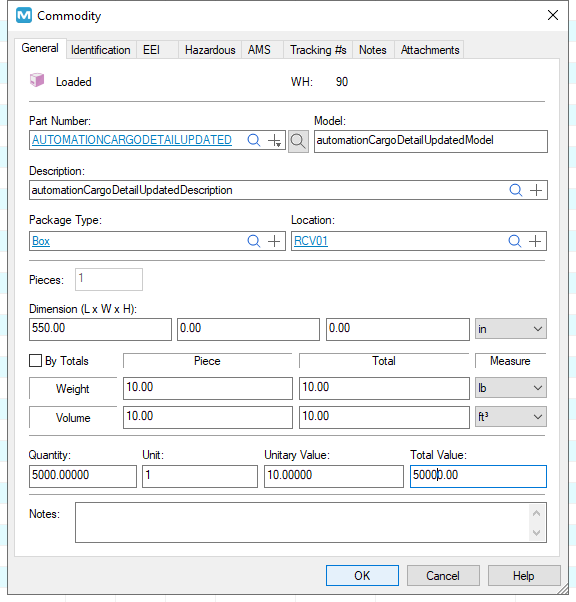 Commodity
General Identification EEI Hazardous AMS Tracking #s Notes Attachments
Loaded WH: 90
Part Number: Model:
AUTOMATIONCARGODETAILUPDATED automationCargoDetailUpdatedModel
Description:
automationCargoDetailUpdatedDescription
Package Type: Location:
Box RCV01
Pieces: 1
Dimension (L x W x H):
550.00 0.00 0.00 in
By Totals Piece Total Measure
Weight 10.00 10.00 lb
Volume 10.00 10.00 ft³
Quantity: Unit: Unitary Value: Total Value:
5000.00000 1 10.00000 50000.00
Notes:
OK Cancel Help